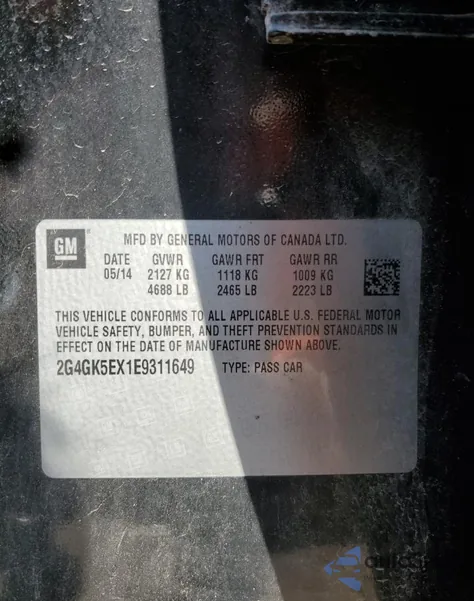 GM
MFD BY GENERAL MOTORS OF CANADA LTD.
DATE GVWR GAWR FRT GAWR RR
05/14 2127 KG 1118 KG 1009 KG
4688 LB 2465 LB 2223 LB
THIS VEHICLE CONFORMS TO ALL APPLICABLE U.S. FEDERAL MOTOR
VEHICLE SAFETY, BUMPER, AND THEFT PREVENTION STANDARDS IN
EFFECT ON THE DATE OF MANUFACTURE SHOWN ABOVE.
2G4GK5EX1E9311649 TYPE: PASS CAR